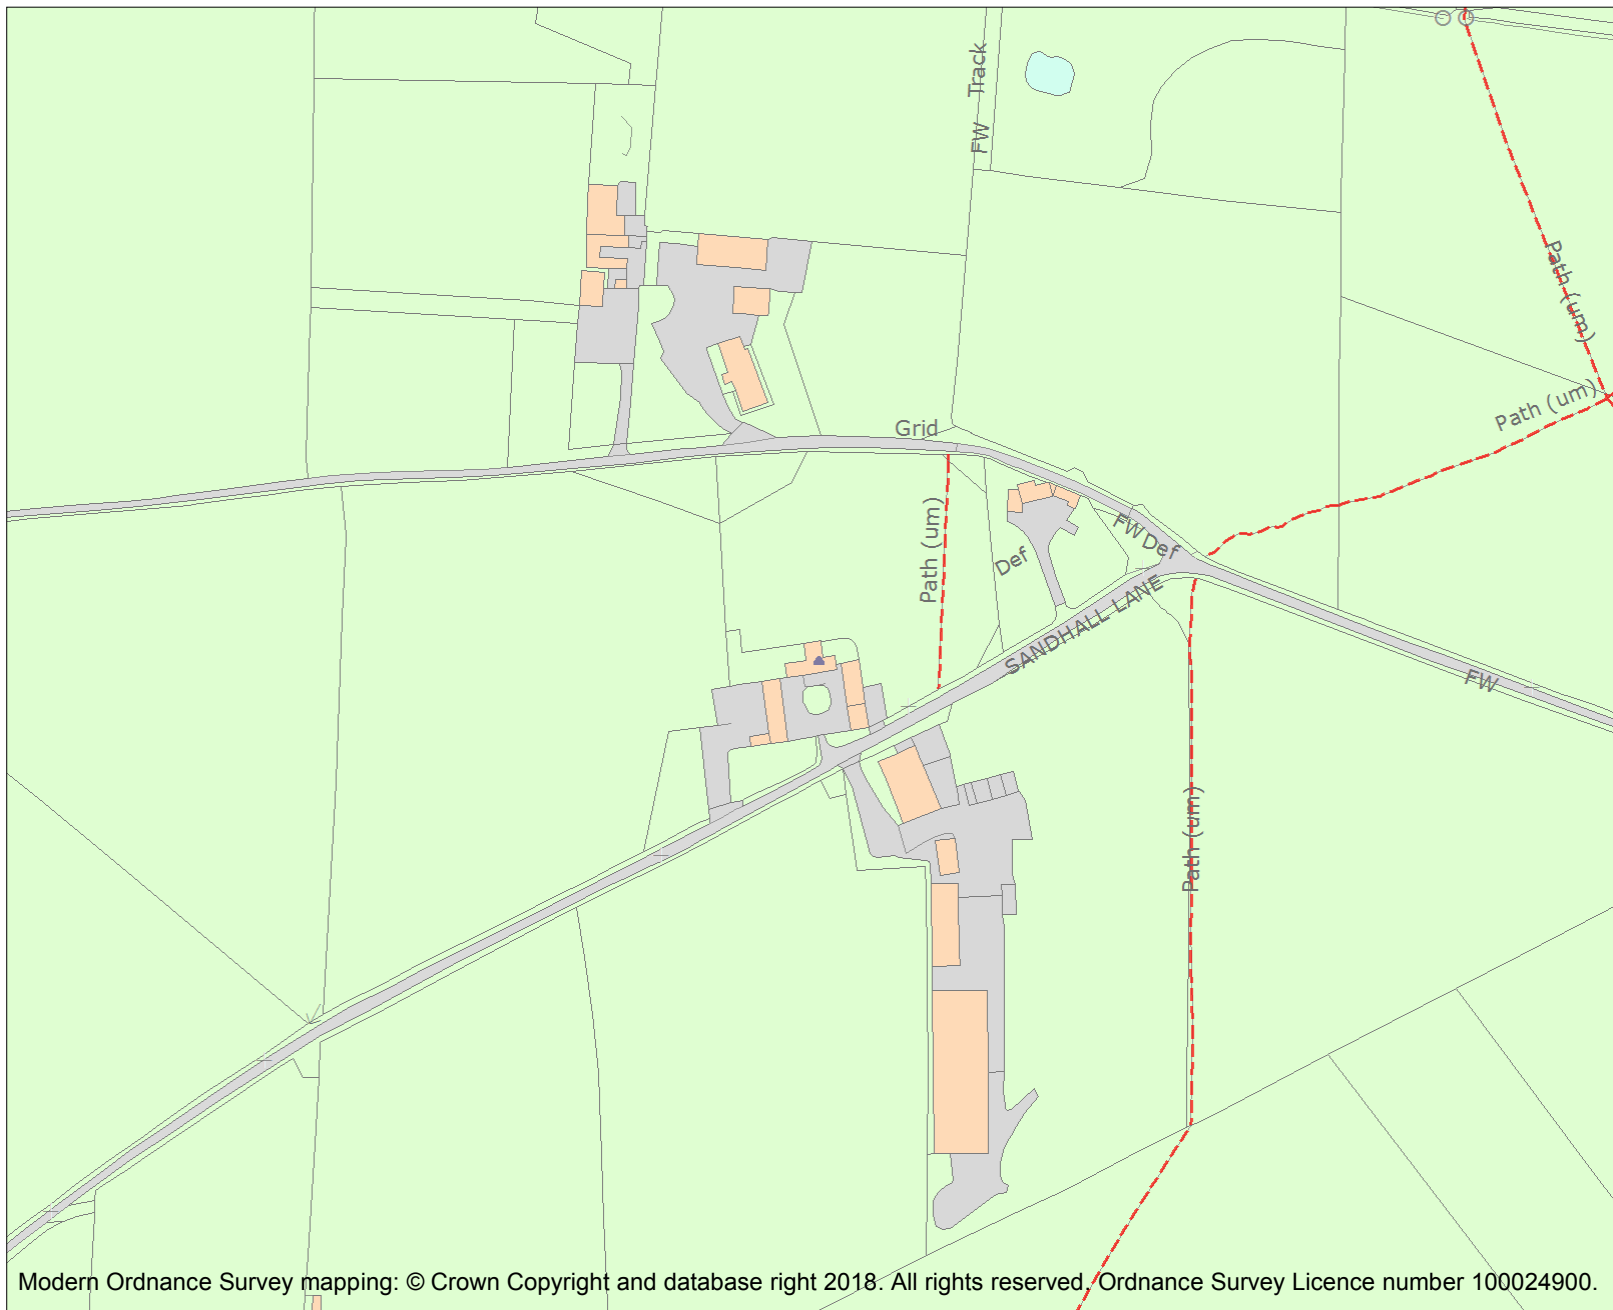 FW Track
Path (um)
Path (um)
Grid
Path (um)
Def
FW
Def
SANDHALL LANE
FW
Path (um)
Modern Ordnance Survey mapping: © Crown Copyright and database right 2018. All rights reserved. Ordnance Survey Licence number 100024900.